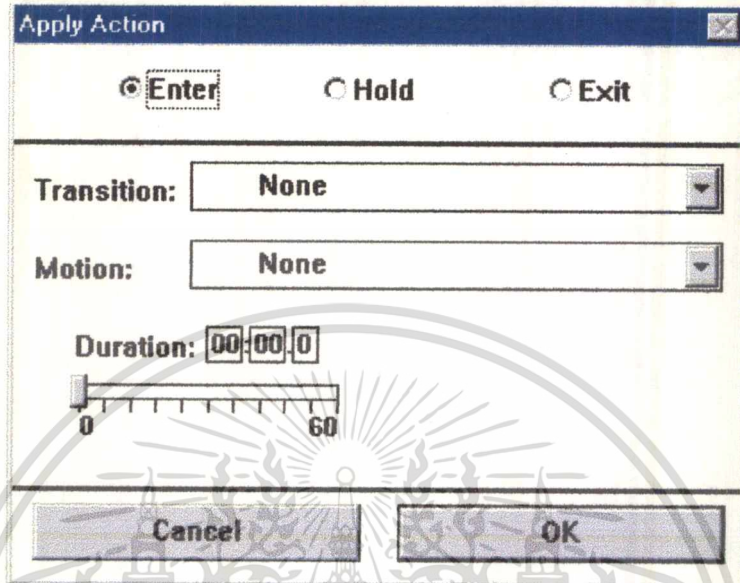 Apply Action
Enter Hold Exit
Transition: None
Motion: None
Duration: 00:00.0
0 60
Cancel OK